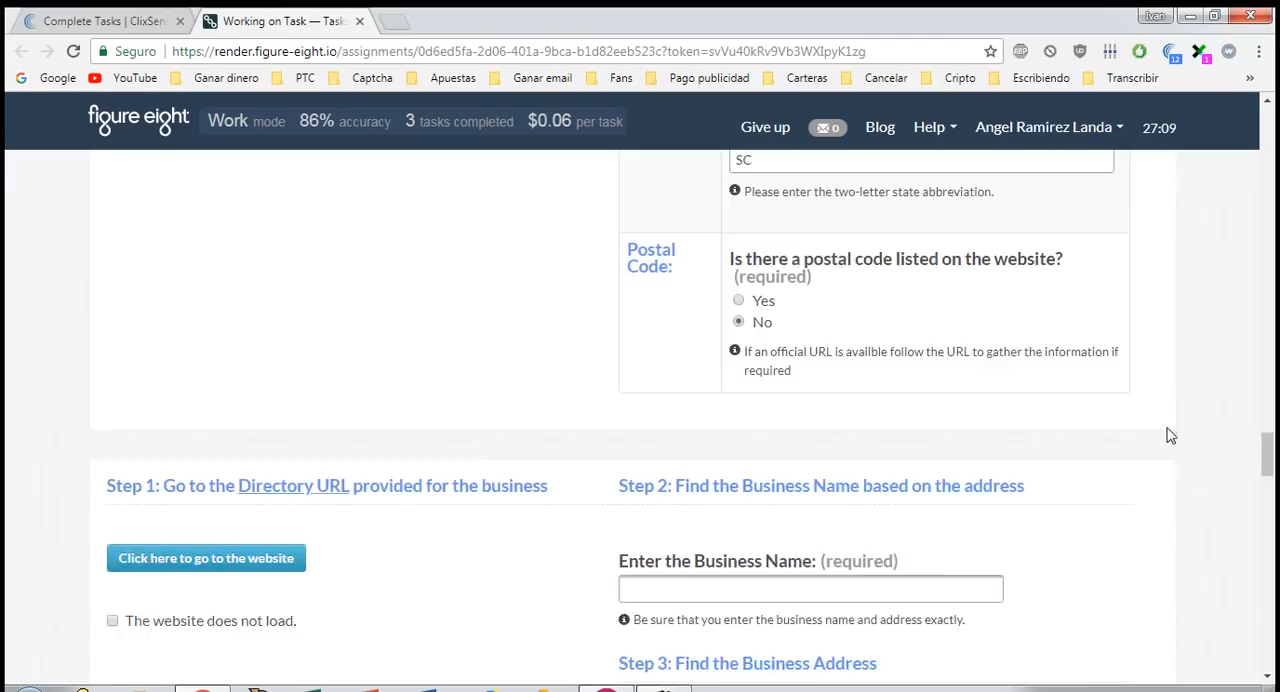 Complete Tasks | ClixSen
Working on Task — Task
Ivan
Seguro
https://render.figure-eight.io/assignments/0d6ed5fa-2d06-401a-9bca-b1d82eeb523c?token=svVu40kRv9Vb3WXIpyK1zg
ABP
12
1
Google
YouTube
Ganar dinero
PTC
Captcha
Apuestas
Ganar email
Fans
Pago publicidad
Carteras
Cancelar
Cripto
Escribiendo
Transcribir
»
figure eight
Work mode 86% accuracy 3 tasks completed $0.06 per task
Give up
0
Blog
Help
Angel Ramirez Landa
27:09
SC
Please enter the two-letter state abbreviation.
Postal
Code:
Is there a postal code listed on the website?
(required)
Yes
No
If an official URL is availble follow the URL to gather the information if
required
Step 1: Go to the Directory URL provided for the business
Click here to go to the website
The website does not load.
Step 2: Find the Business Name based on the address
Enter the Business Name: (required)
Be sure that you enter the business name and address exactly.
Step 3: Find the Business Address